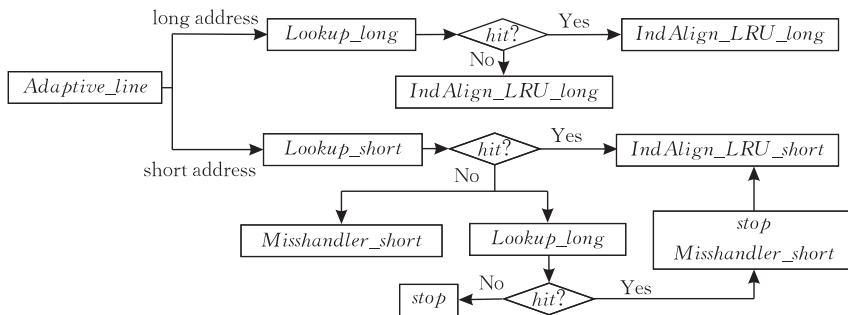 long address
Lookup_long
hit?
Yes
IndAlign_LRU_long
No
IndAlign_LRU_long
Adaptive_line
short address
Lookup_short
hit?
Yes
IndAlign_LRU_short
No
Misshandler_short
Lookup_long
stop
Misshandler_short
stop
No
hit?
Yes